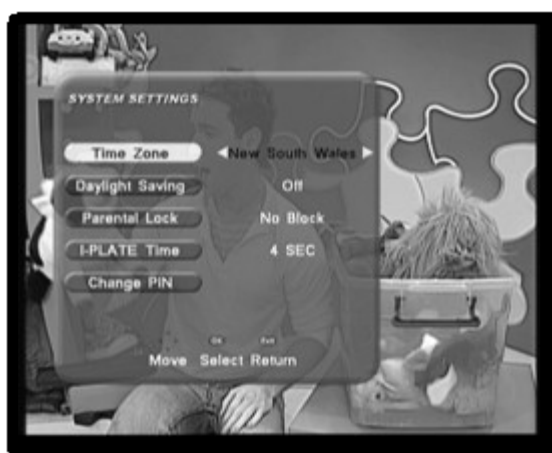 SYSTEM SETTINGS
Time Zone New South Wales
Daylight Saving Off
Parental Lock No Block
I-PLATE Time 4 SEC
Change PIN
OK Exit
Move Select Return